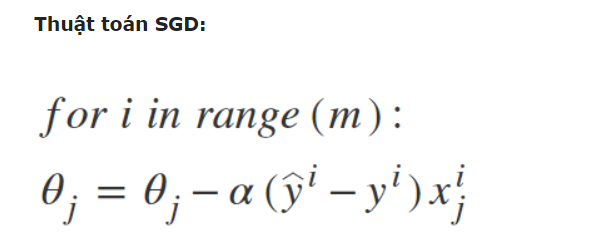 Thuật toán SGD:
for i in range (m) :
θ_j = θ_j − α (ŷ^i − y^i) x_j^i